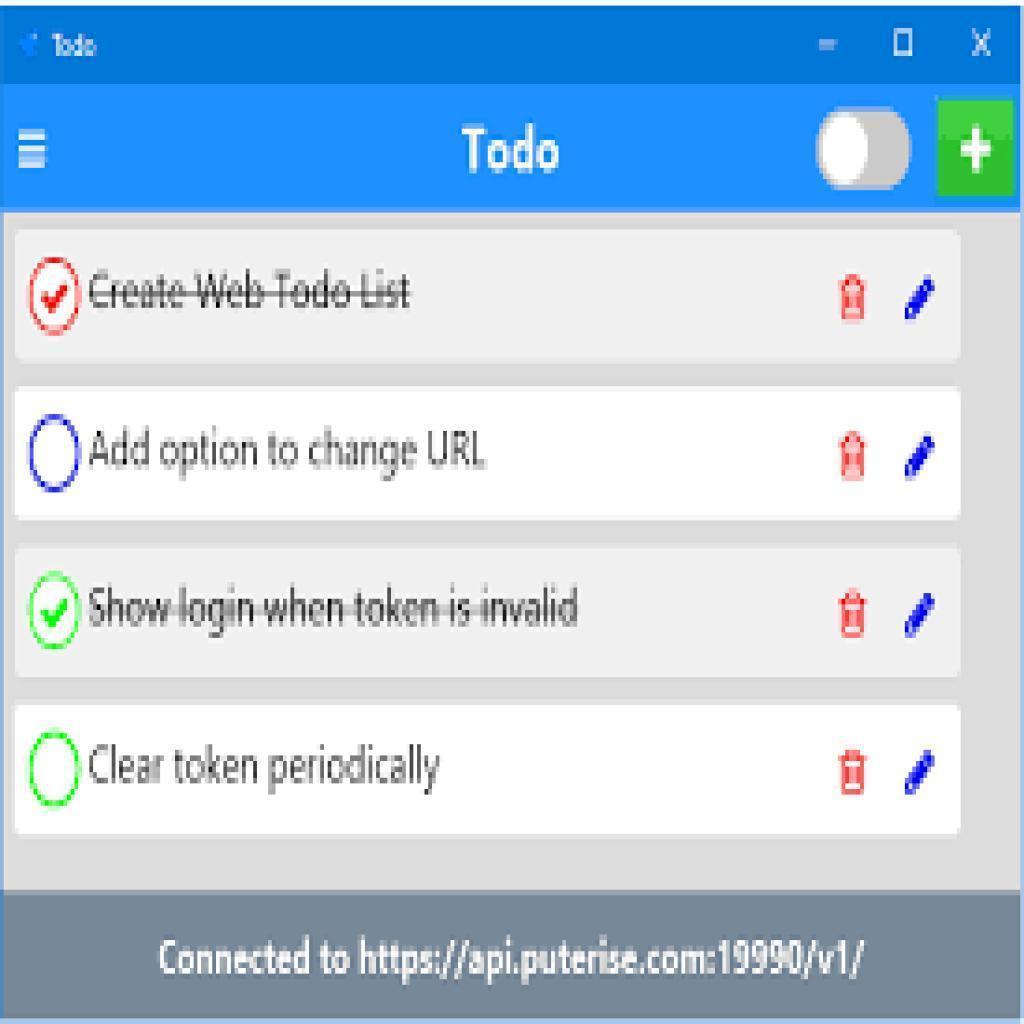 Todo
Todo
Create Web Todo List
Add option to change URL
Show login when token is invalid
Clear token periodically
Connected to https://api.puterise.com:19990/v1/